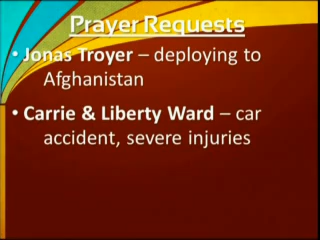 Prayer Requests
• Jonas Troyer – deploying to
Afghanistan
• Carrie & Liberty Ward – car
accident, severe injuries